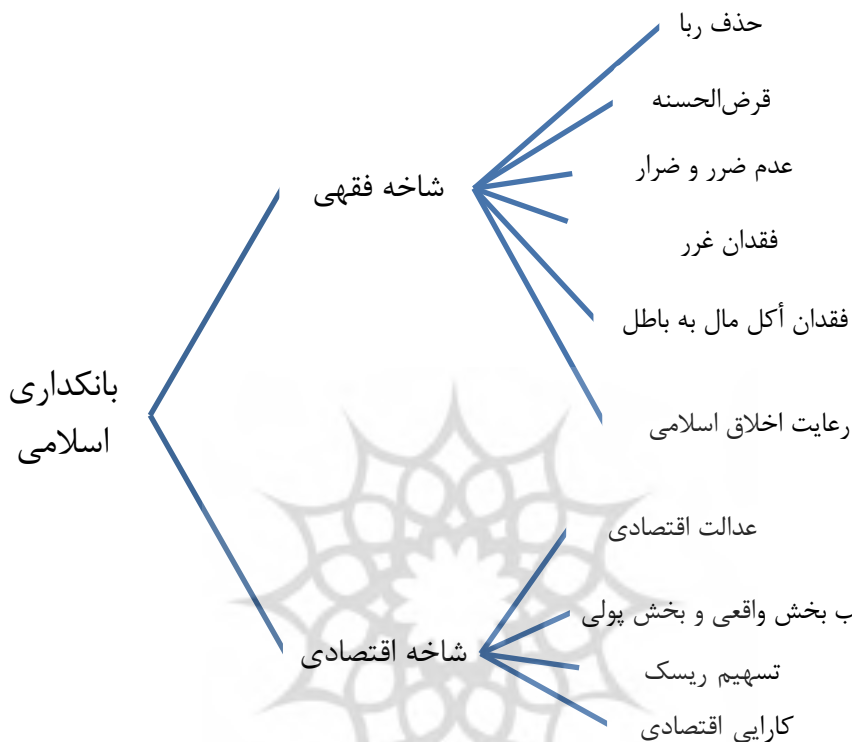 حذف ربا
قرض‌الحسنه
عدم ضرر و ضرار
شاخه فقهی
فقدان غرر
فقدان أکل مال به باطل
بانکداری
اسلامی
رعایت اخلاق اسلامی
عدالت اقتصادی
بخش واقعی و بخش پولی
شاخه اقتصادی
تسهیم ریسک
کارایی اقتصادی